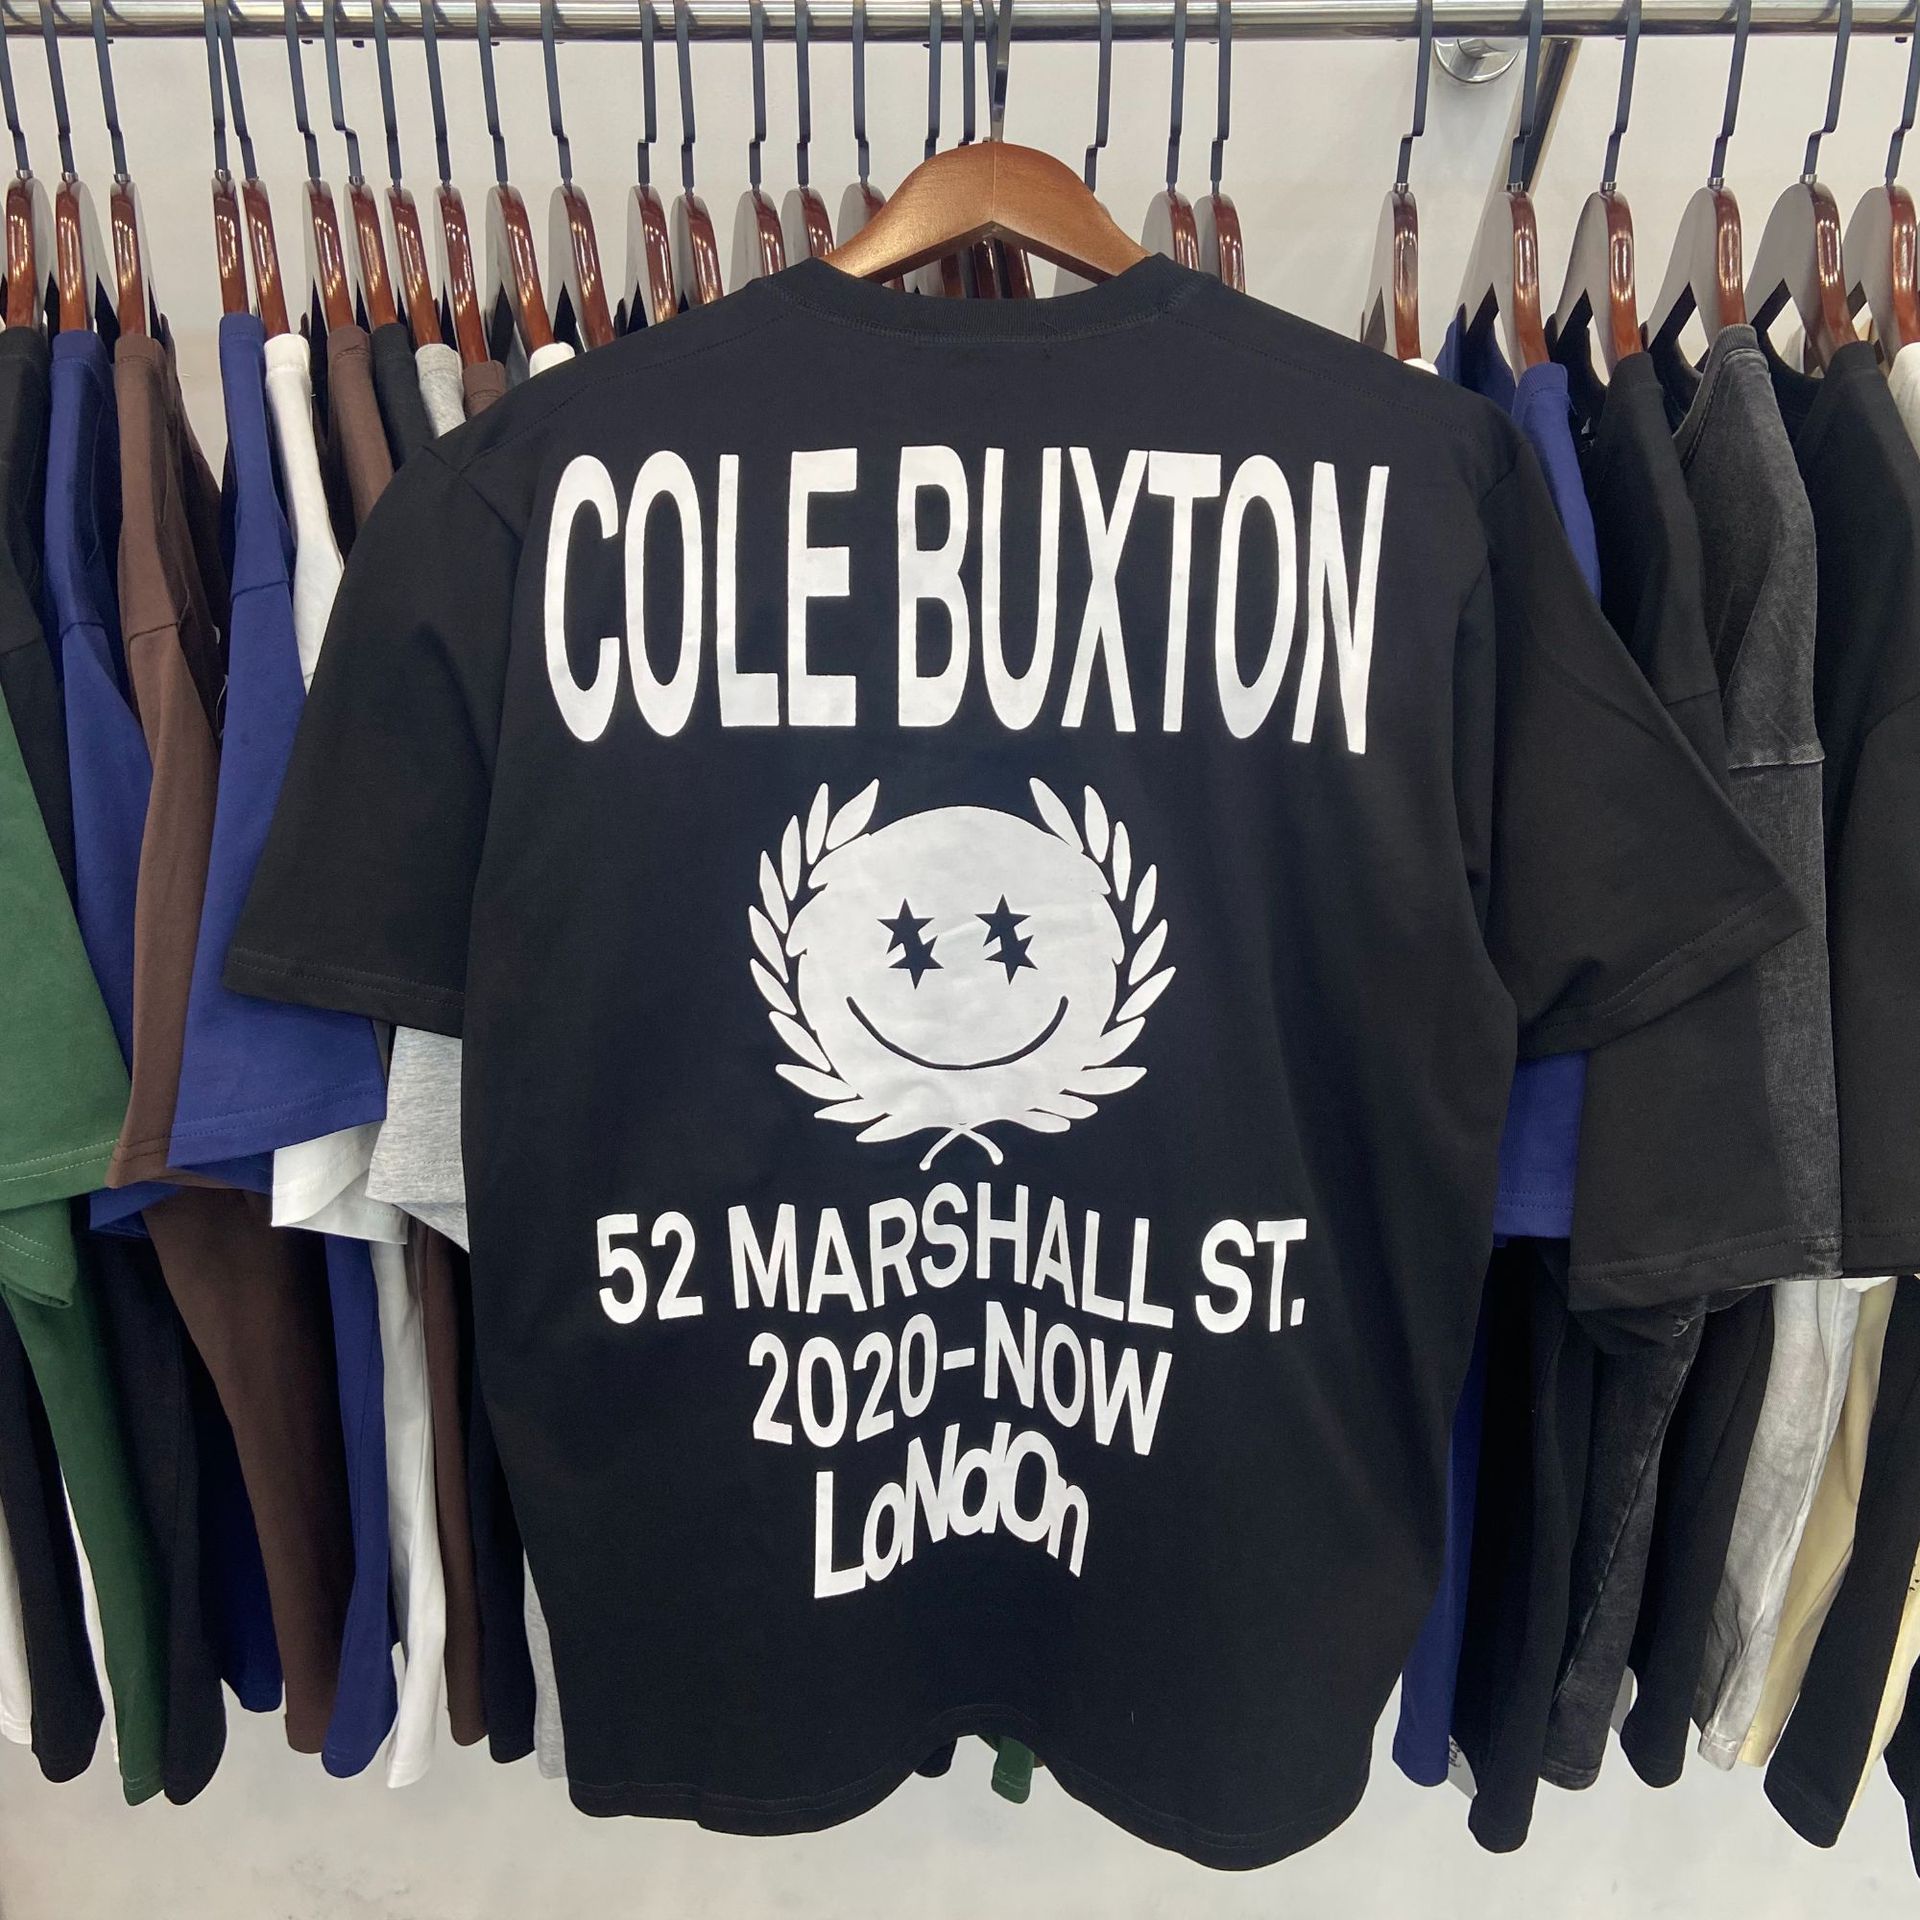 COLE BUXTON
52 MARSHALL ST.
2020-NOW
LoNdOn